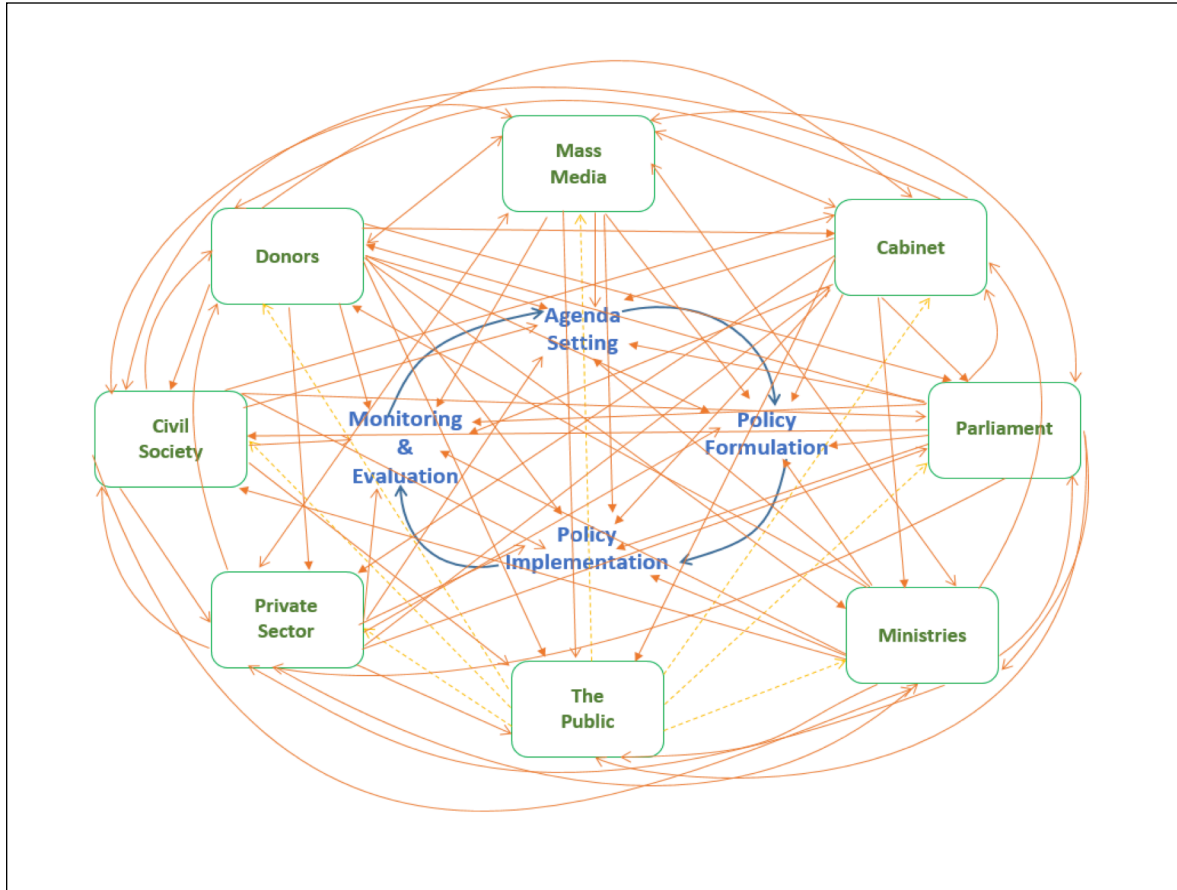 Mass
Media
Cabinet
Donors
Agenda
Setting
Civil
Society
Monitoring
&
Evaluation
Policy
Formulation
Parliament
Policy
Implementation
Private
Sector
Ministries
The
Public